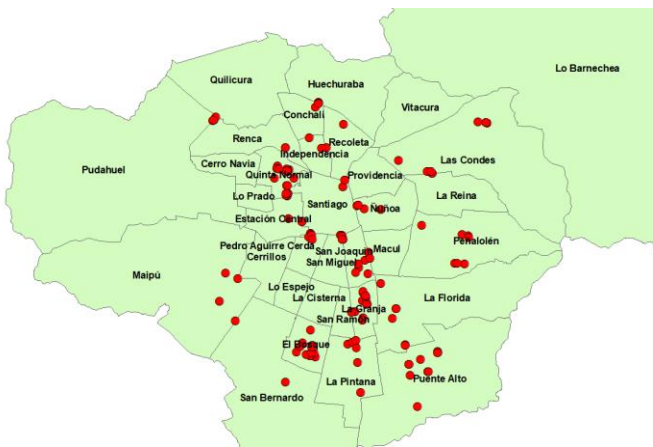 Lo Barnechea
Quilicura
Huechuraba
Vitacura
Conchalí
Renca
Recoleta
Independencia
Cerro Navia
Las Condes
Pudahuel
Quinta Normal
Providencia
La Reina
Lo Prado
Santiago
Ñuñoa
Estación Central
Peñalolén
Pedro Aguirre Cerda
San Joaquín
Macul
Cerrillos
San Miguel
Maipú
Lo Espejo
La Cisterna
La Florida
La Granja
San Ramón
El Bosque
La Pintana
Puente Alto
San Bernardo